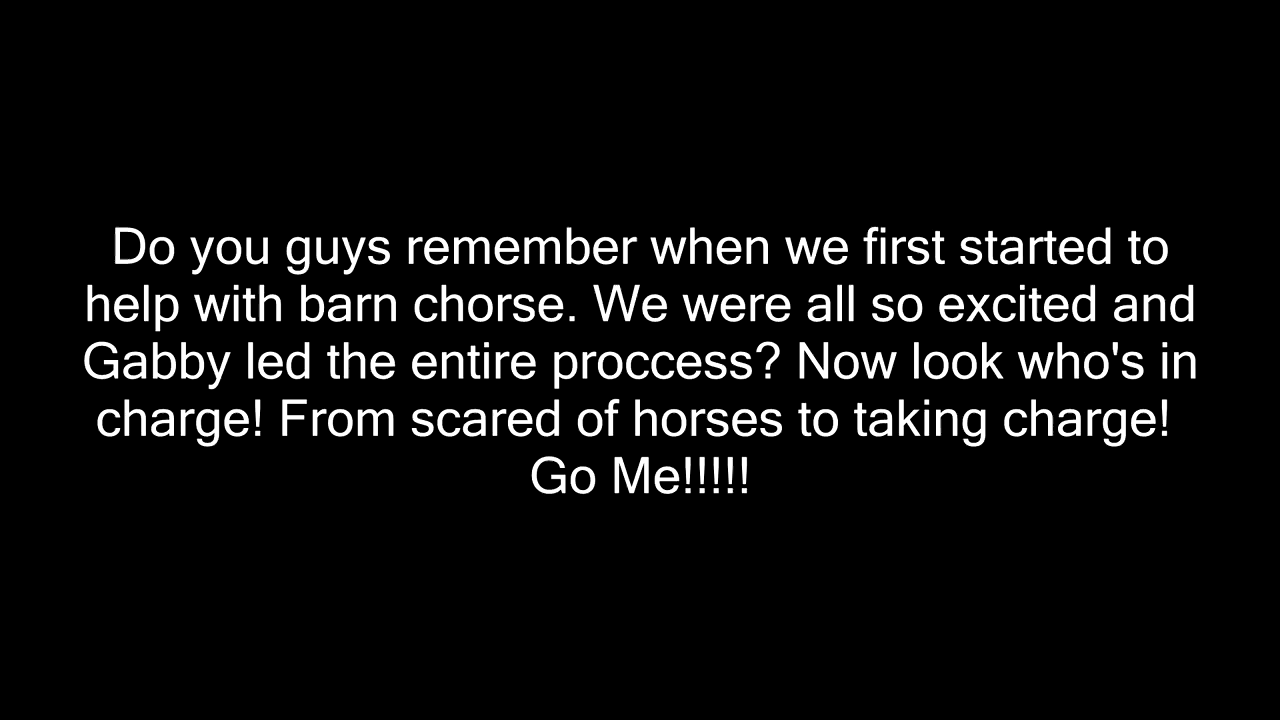 Do you guys remember when we first started to
help with barn chorse. We were all so excited and
Gabby led the entire proccess? Now look who's in
charge! From scared of horses to taking charge!
Go Me!!!!!